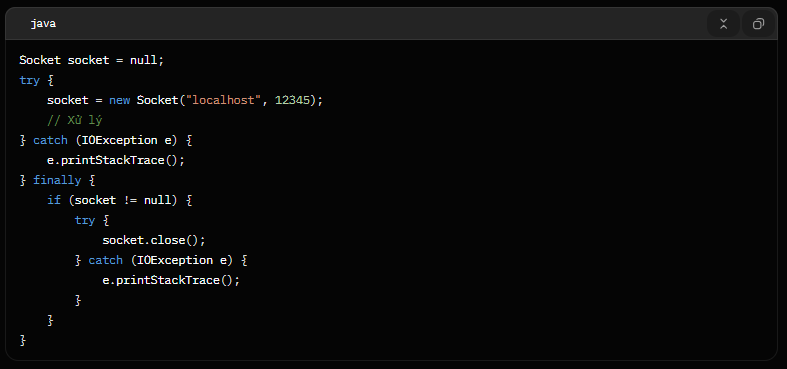 java
Socket socket = null;
try {
    socket = new Socket("localhost", 12345);
    // Xử lý
} catch (IOException e) {
    e.printStackTrace();
} finally {
    if (socket != null) {
        try {
            socket.close();
        } catch (IOException e) {
            e.printStackTrace();
        }
    }
}